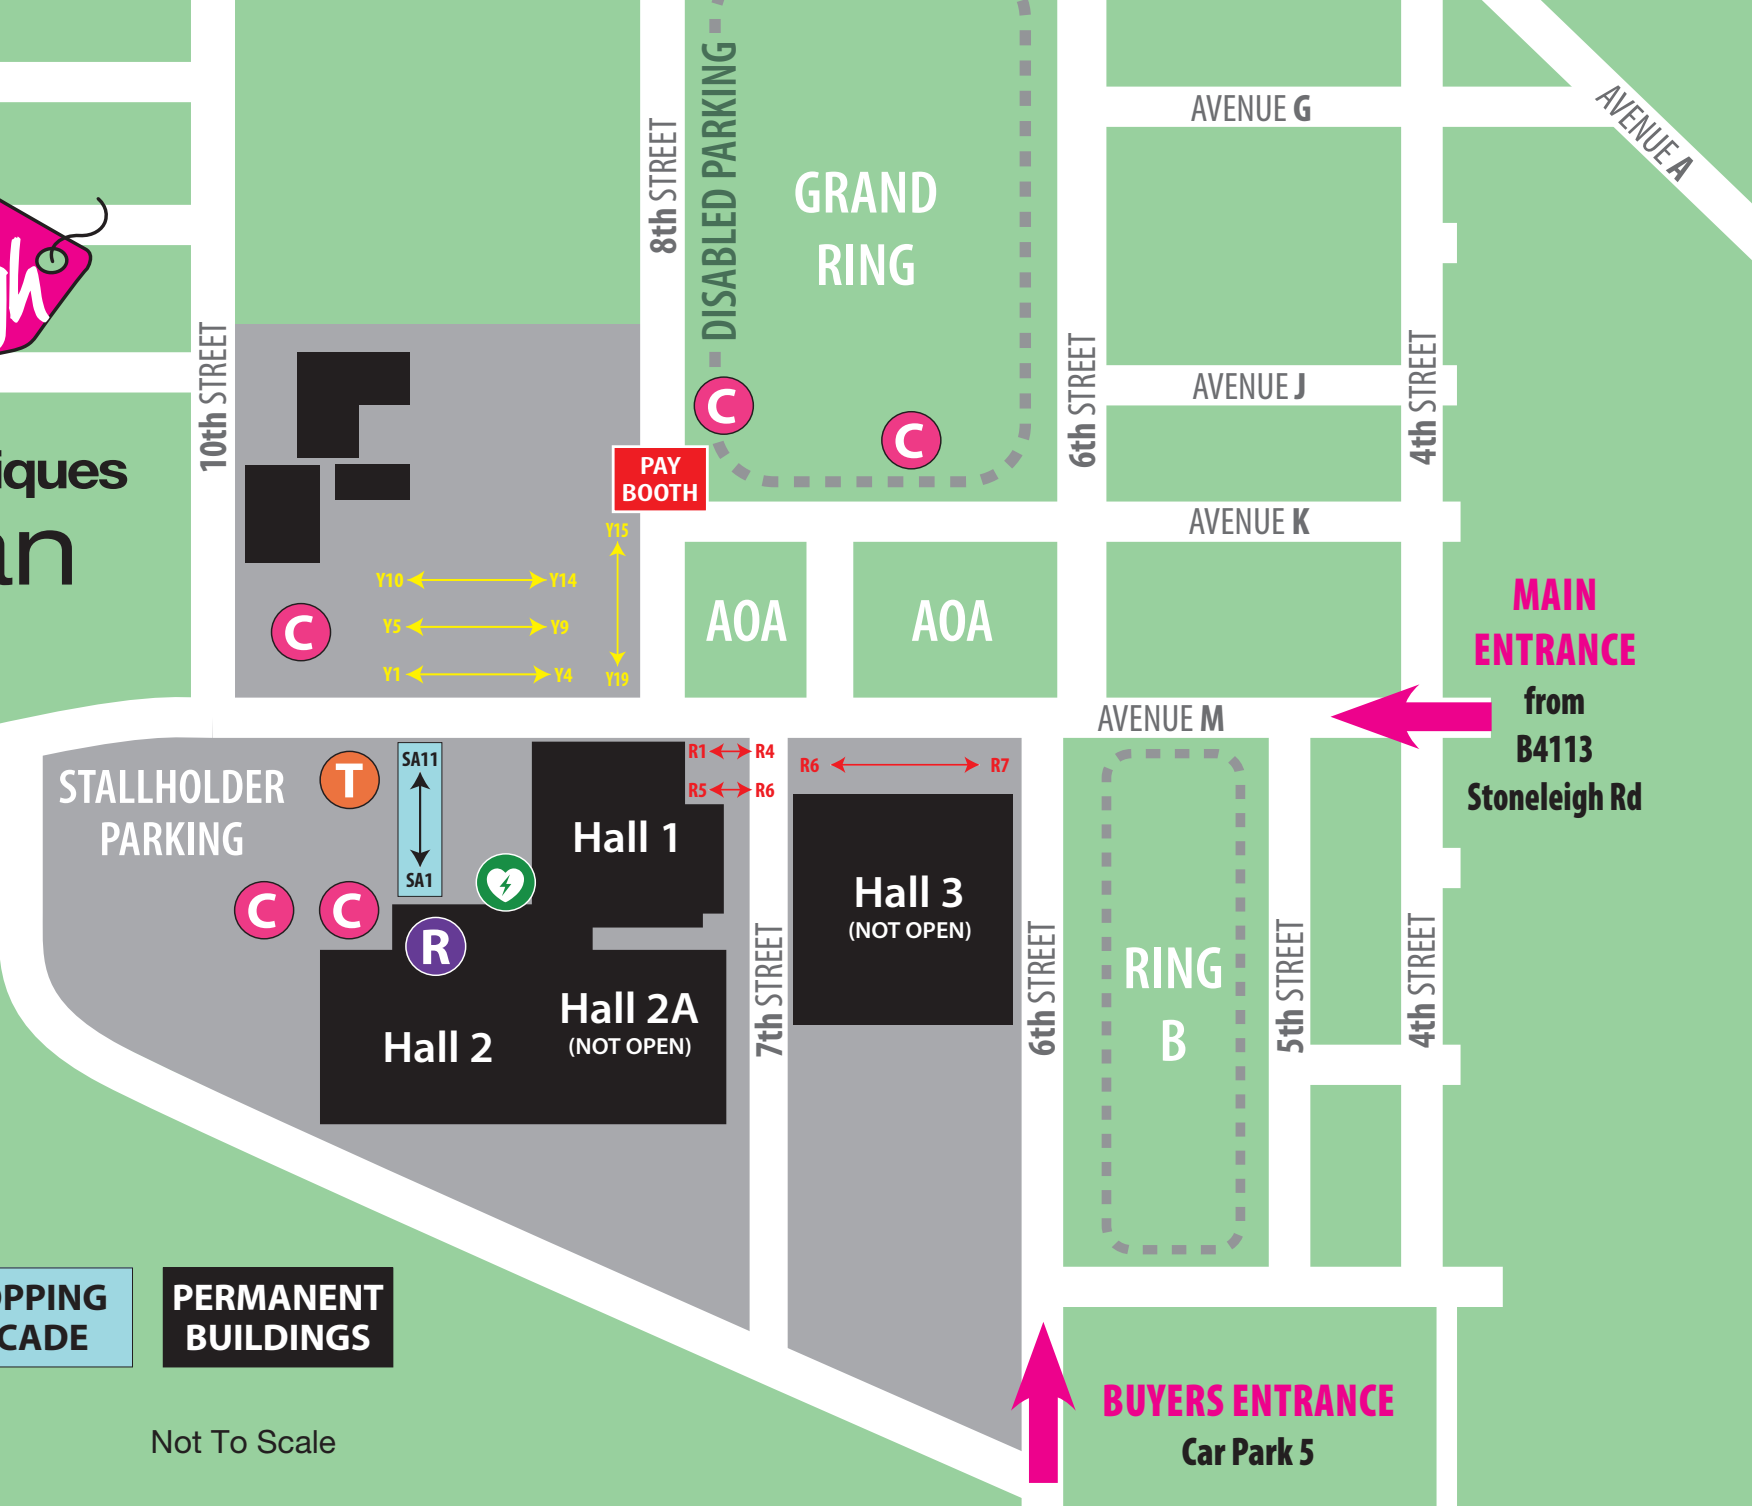 AVENUE G
AVENUE A
DISABLED PARKING
8th STREET
GRAND
RING
10th STREET
6th STREET
AVENUE J
4th STREET
C
C
PAY
BOOTH
AVENUE K
Y15
Y10
Y14
AOA
AOA
MAIN
ENTRANCE
from
B4113
Stoneleigh Rd
C
Y5
Y9
Y1
Y4
Y19
AVENUE M
STALLHOLDER
PARKING
T
SA11
SA1
R1
R4
R5
R6
R6
R7
Hall 1
Hall 3
(NOT OPEN)
C
C
R
Hall 2A
(NOT OPEN)
Hall 2
7th STREET
6th STREET
RING
B
5th STREET
4th STREET
PERMANENT
BUILDINGS
BUYERS ENTRANCE
Car Park 5
Not To Scale